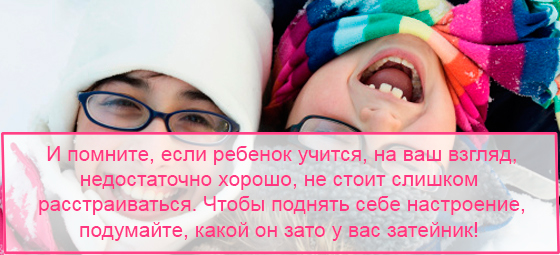 И помните, если ребенок учится, на ваш взгляд,
недостаточно хорошо, не стоит слишком
расстраиваться. Чтобы поднять себе настроение,
подумайте, какой он зато у вас затейник!